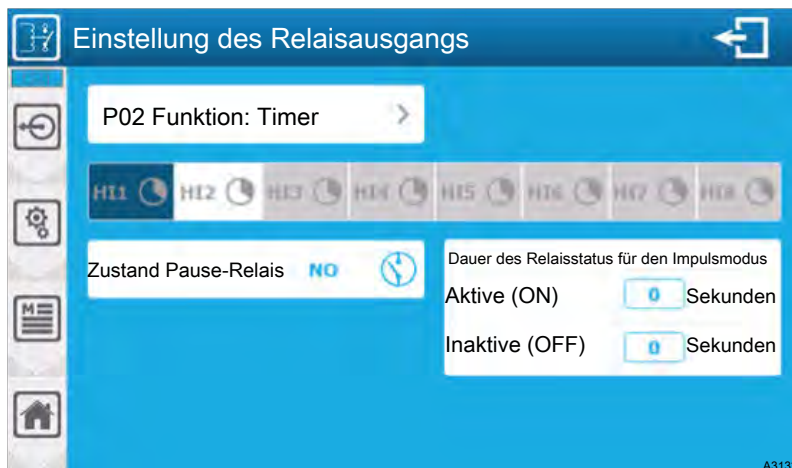 Einstellung des Relaisausgangs
P02 Funktion: Timer
HI1 HI2 HI3 HI4 HI5 HI6 HI7 HI8
Zustand Pause-Relais NO
Dauer des Relaisstatus für den Impulsmodus
Aktive (ON) 0 Sekunden
Inaktive (OFF) 0 Sekunden
M
A313